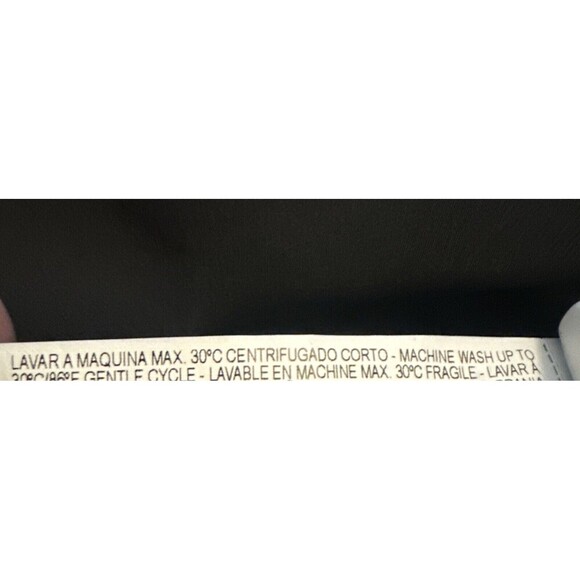 LAVAR A MAQUINA MAX. 30ºC CENTRIFUGADO CORTO - MACHINE WASH UP TO
30ºC/86ºF GENTLE CYCLE - LAVABLE EN MACHINE MAX. 30ºC FRAGILE - LAVAR À